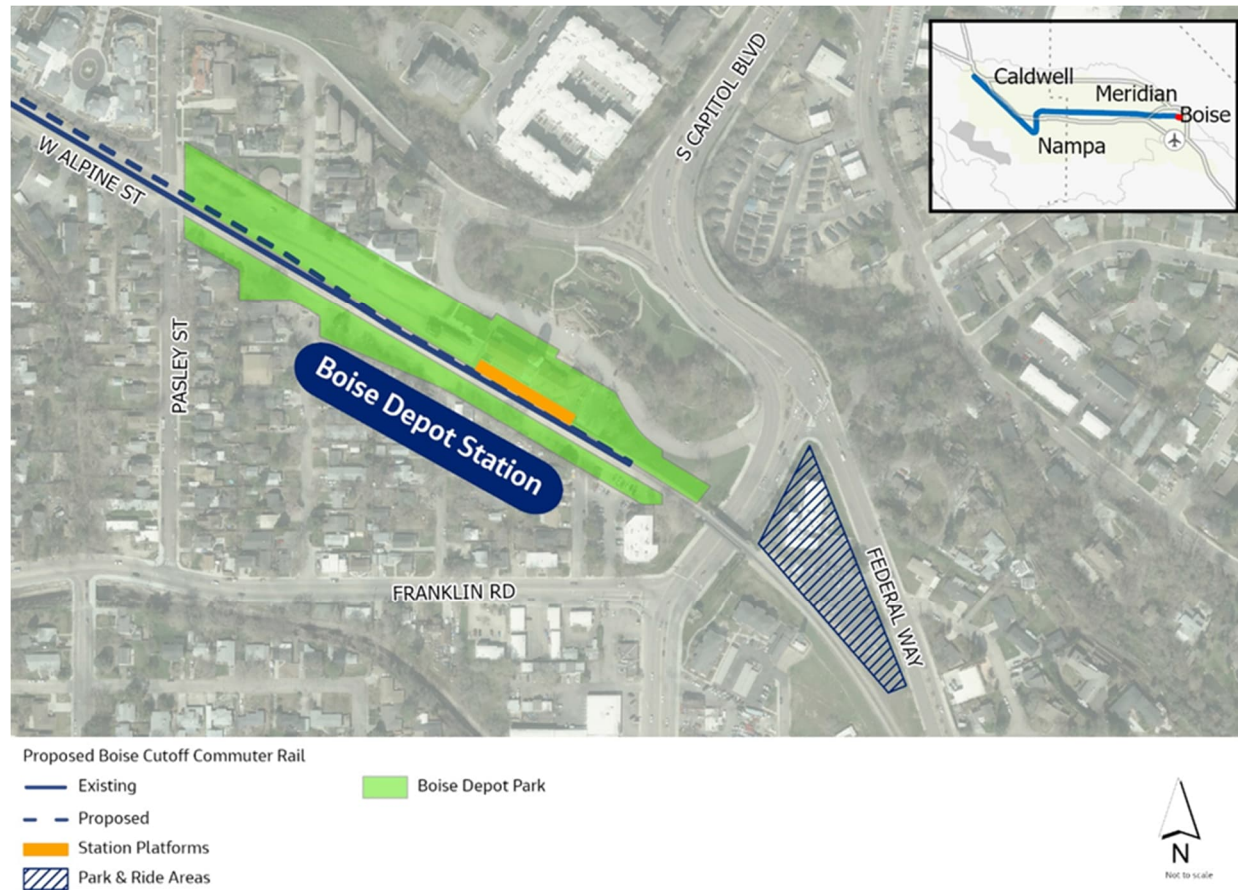 S CAPITOL BLVD
Caldwell
Meridian
Boise
Nampa
W ALPINE ST
PASLEY ST
Boise Depot Station
FRANKLIN RD
FEDERAL WAY
Proposed Boise Cutoff Commuter Rail
Existing
Proposed
Station Platforms
Park & Ride Areas
Boise Depot Park
N
Not to scale